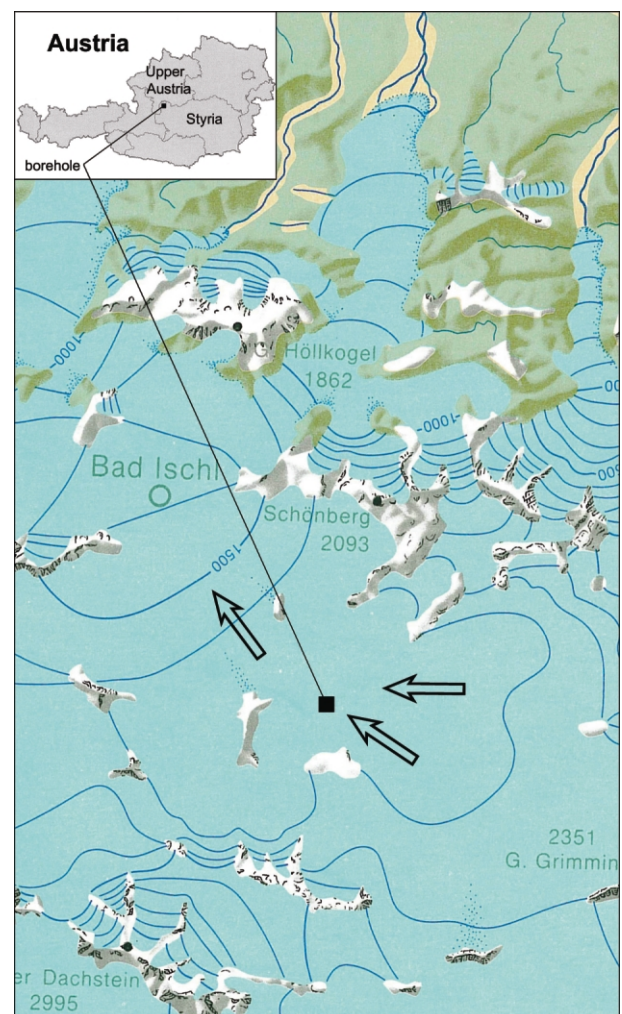 Austria
Upper
Austria
Styria
borehole
G. Höllkogel
1862
-1000
-1000
Bad Ischl
Schönberg
2093
1500
2351
G. Grimmin
er Dachstein
2995